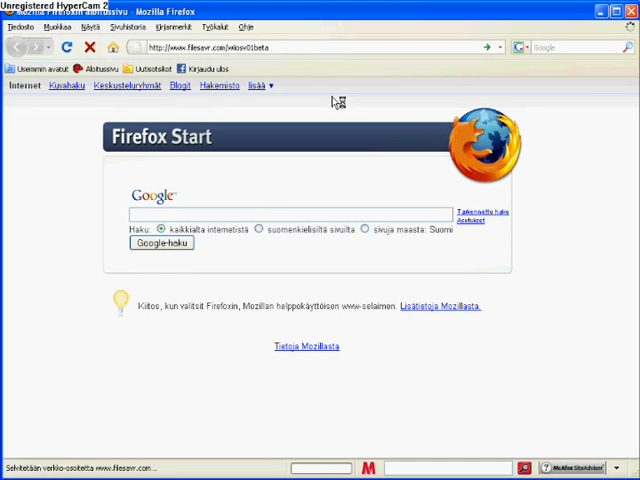 Unregistered HyperCam 2
Mozilla Firefoxin aloitussivu - Mozilla Firefox
Tiedosto Muokkaa Näytä Sivuhistoria Kirjanmerkit Työkalut Ohje
http://www.filesavr.com/wiiosv01beta
Google
Useimmin avatut Aloitussivu Uutisotsikot Kirjaudu ulos
Internet Kuvahaku Keskusteluryhmät Blogit Hakemisto lisää ▼
Firefox Start
Google™
Tarkennettu haku
Asetukset
Haku: kaikkialta internetistä suomenkielisiltä sivuilta sivuja maasta: Suomi
Google-haku
Kiitos, kun valitsit Firefoxin, Mozillan helppokäyttöisen www-selaimen. Lisätietoja Mozillasta.
Tietoja Mozillasta
Selvitetään verkko-osoitetta www.filesavr.com...
M
McAfee SiteAdvisor